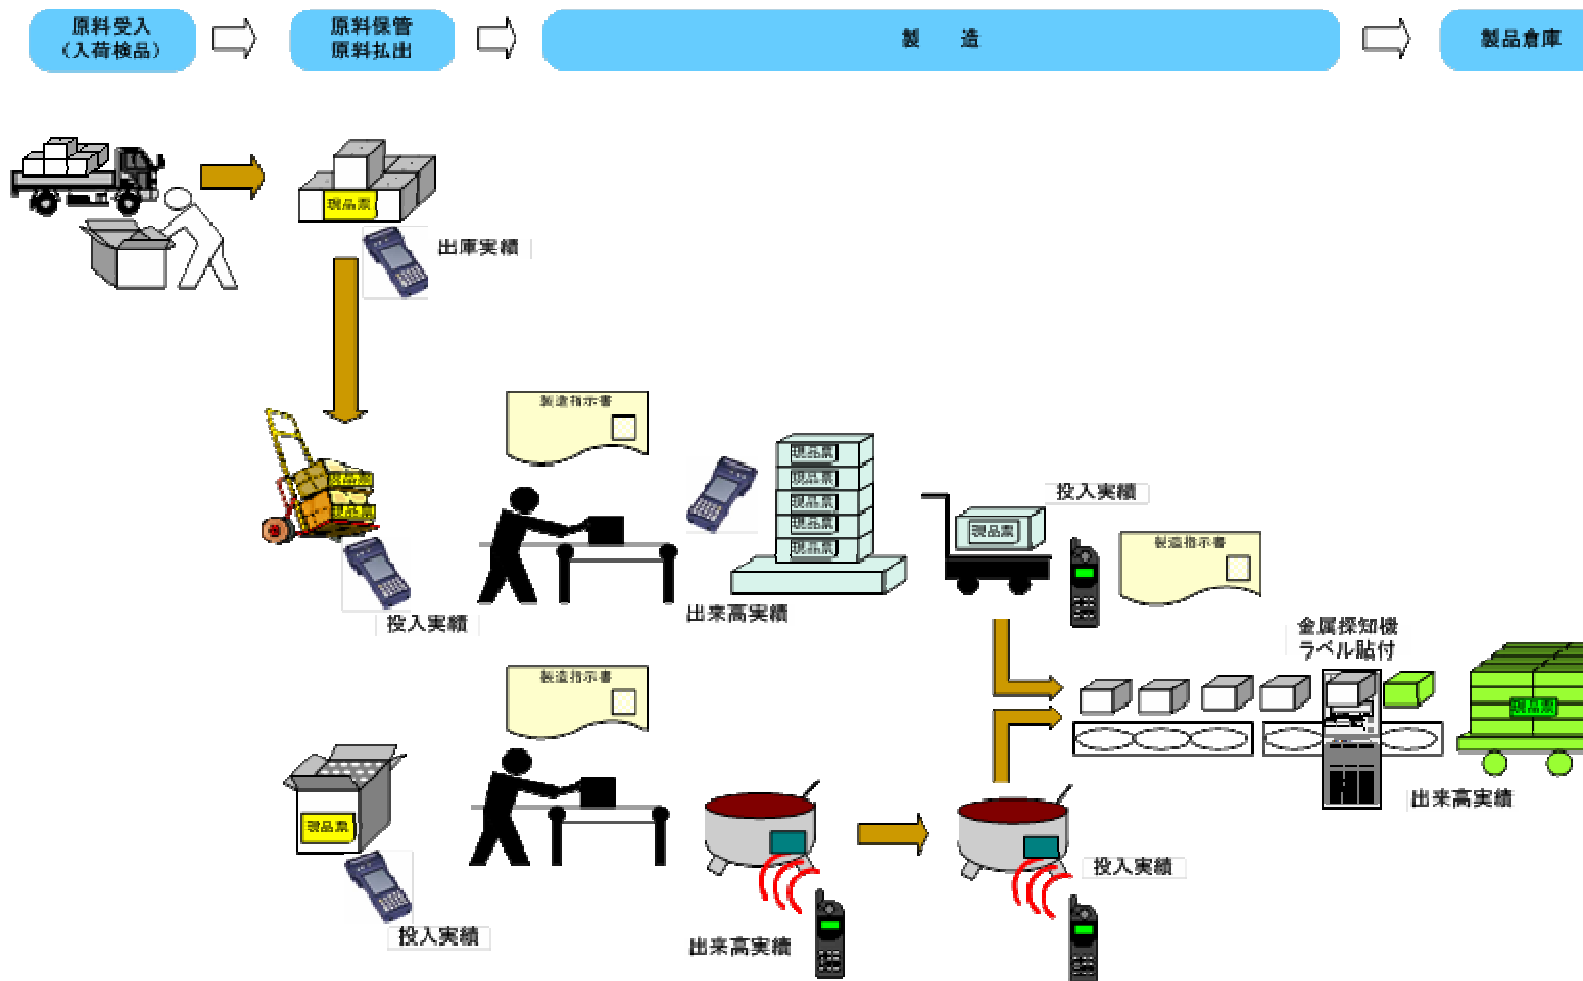 原料受入
（入荷検品）
原料保管
原料払出
製　造
製品倉庫
現品票
出庫実績
製造指示書
現品票
現品票
投入実績
現品票
現品票
現品票
現品票
現品票
出来高実績
現品票
投入実績
製造指示書
金属探知機
ラベル貼付
現品票
出来高実績
製造指示書
現品票
投入実績
出来高実績
投入実績